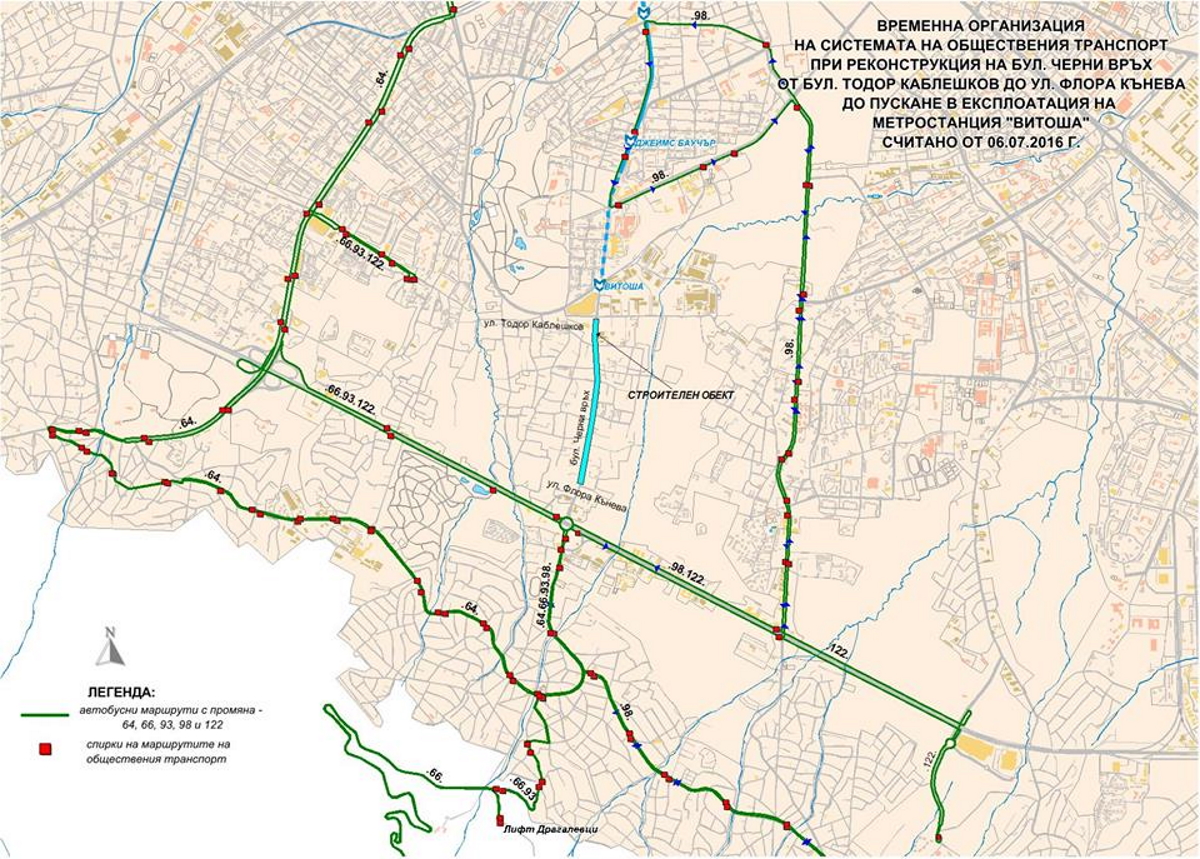 ВРЕМЕННА ОРГАНИЗАЦИЯ
НА СИСТЕМАТА НА ОБЩЕСТВЕНИЯ ТРАНСПОРТ
ПРИ РЕКОНСТРУКЦИЯ НА БУЛ. ЧЕРНИ ВРЪХ
ОТ БУЛ. ТОДОР КАБЛЕШКОВ ДО УЛ. ФЛОРА КЪНЕВА
ДО ПУСКАНЕ В ЕКСПЛОАТАЦИЯ НА
МЕТРОСТАНЦИЯ "ВИТОША"
СЧИТАНО ОТ 06.07.2016 Г.
.98.
.64.
ДЖЕЙМС БАУЧЪР
.98.
.66.93.122.
ВИТОША
ул. Тодор Каблешков
.98.
СТРОИТЕЛЕН ОБЕКТ
.66.93.122.
бул. Черни връх
.64.
.64.
ул. Флора Кънева
.98.122.
.64.66.93.98.
.64.
.122.
.98.
.122.
.66.
.66.93
Лифт Драгалевци
N
ЛЕГЕНДА:
автобусни маршрути с промяна -
64, 66, 93, 98 и 122
спирки на маршрутите на
обществения транспорт